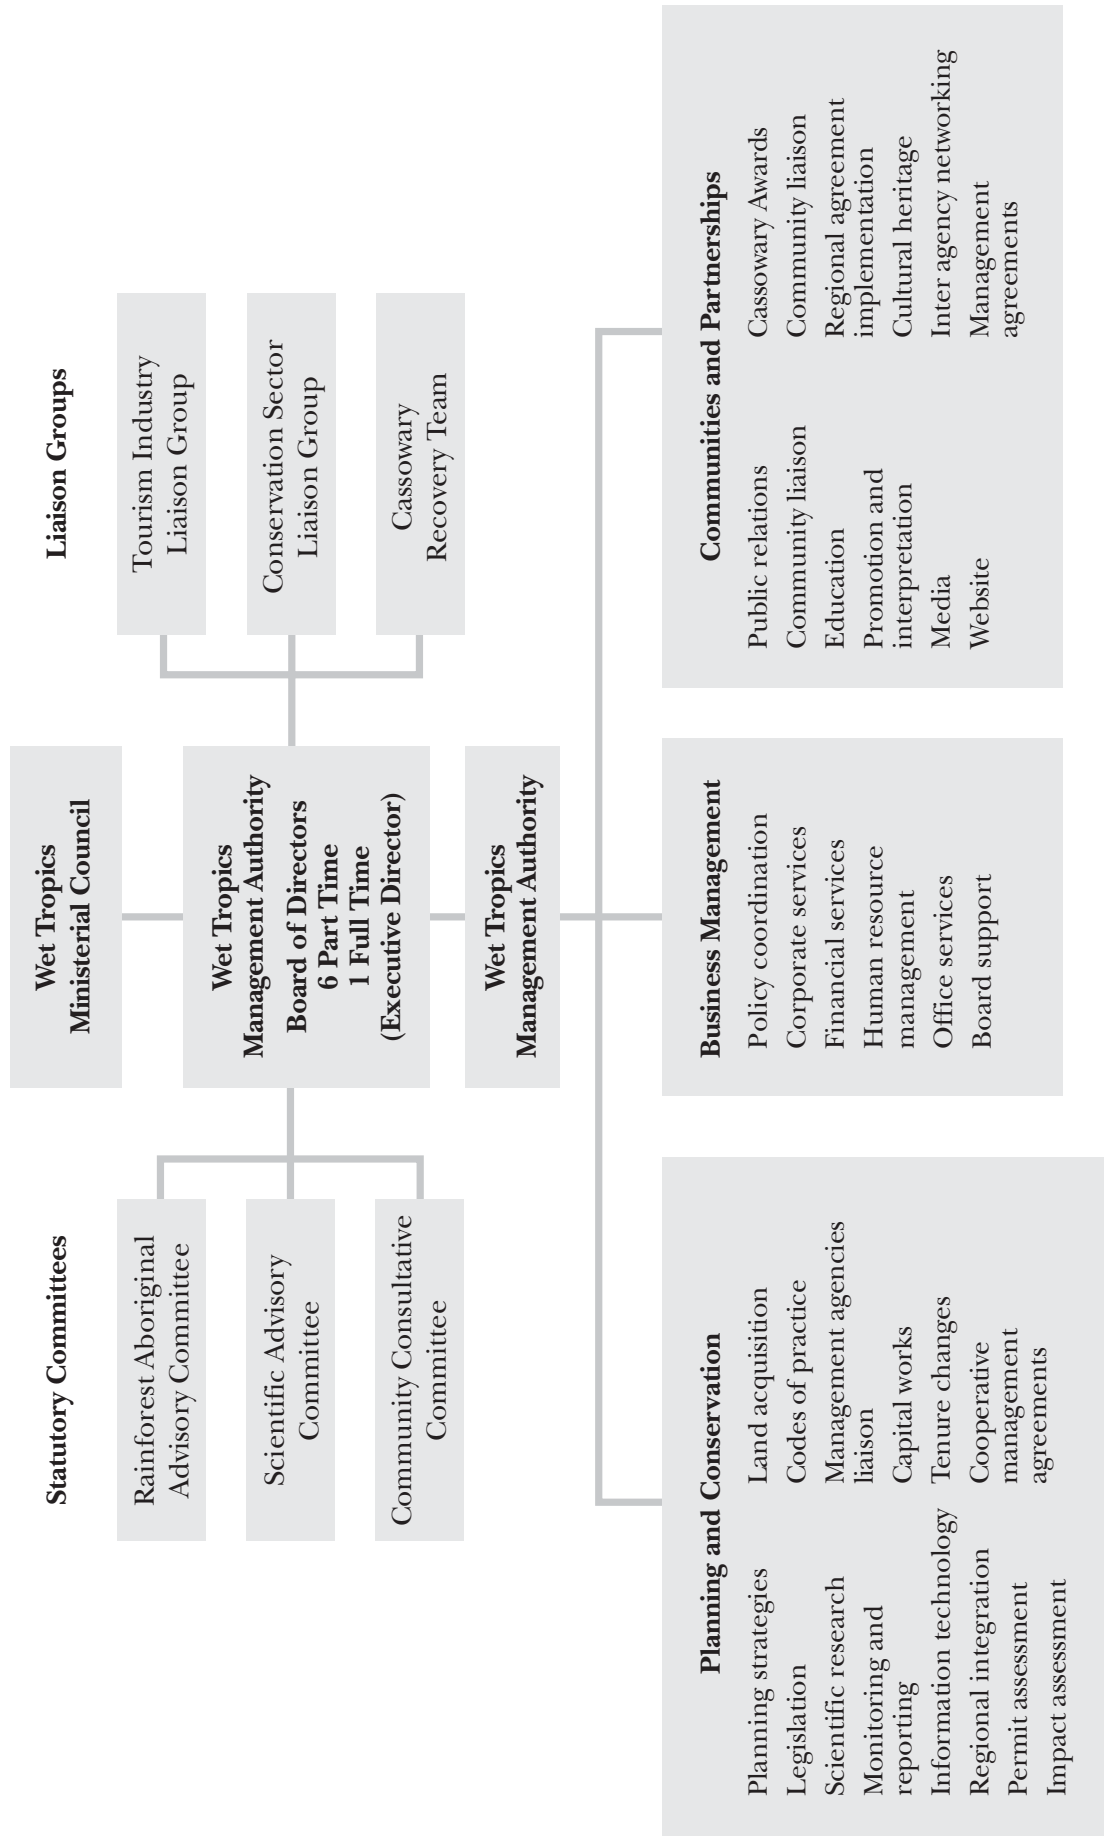 Wet Tropics
Ministerial Council
Statutory Committees
Rainforest Aboriginal
Advisory Committee
Scientific Advisory
Committee
Community Consultative
Committee
Wet Tropics
Management Authority
Board of Directors
6 Part Time
1 Full Time
(Executive Director)
Liaison Groups
Tourism Industry
Liaison Group
Conservation Sector
Liaison Group
Cassowary
Recovery Team
Wet Tropics
Management Authority
Planning and Conservation
Planning strategies
Legislation
Scientific research
Monitoring and
reporting
Information technology
Regional integration
Permit assessment
Impact assessment
Land acquisition
Codes of practice
Management agencies
liaison
Capital works
Tenure changes
Cooperative
management
agreements
Business Management
Policy coordination
Corporate services
Financial services
Human resource
management
Office services
Board support
Communities and Partnerships
Public relations
Community liaison
Education
Promotion and
interpretation
Media
Website
Cassowary Awards
Community liaison
Regional agreement
implementation
Cultural heritage
Inter agency networking
Management
agreements